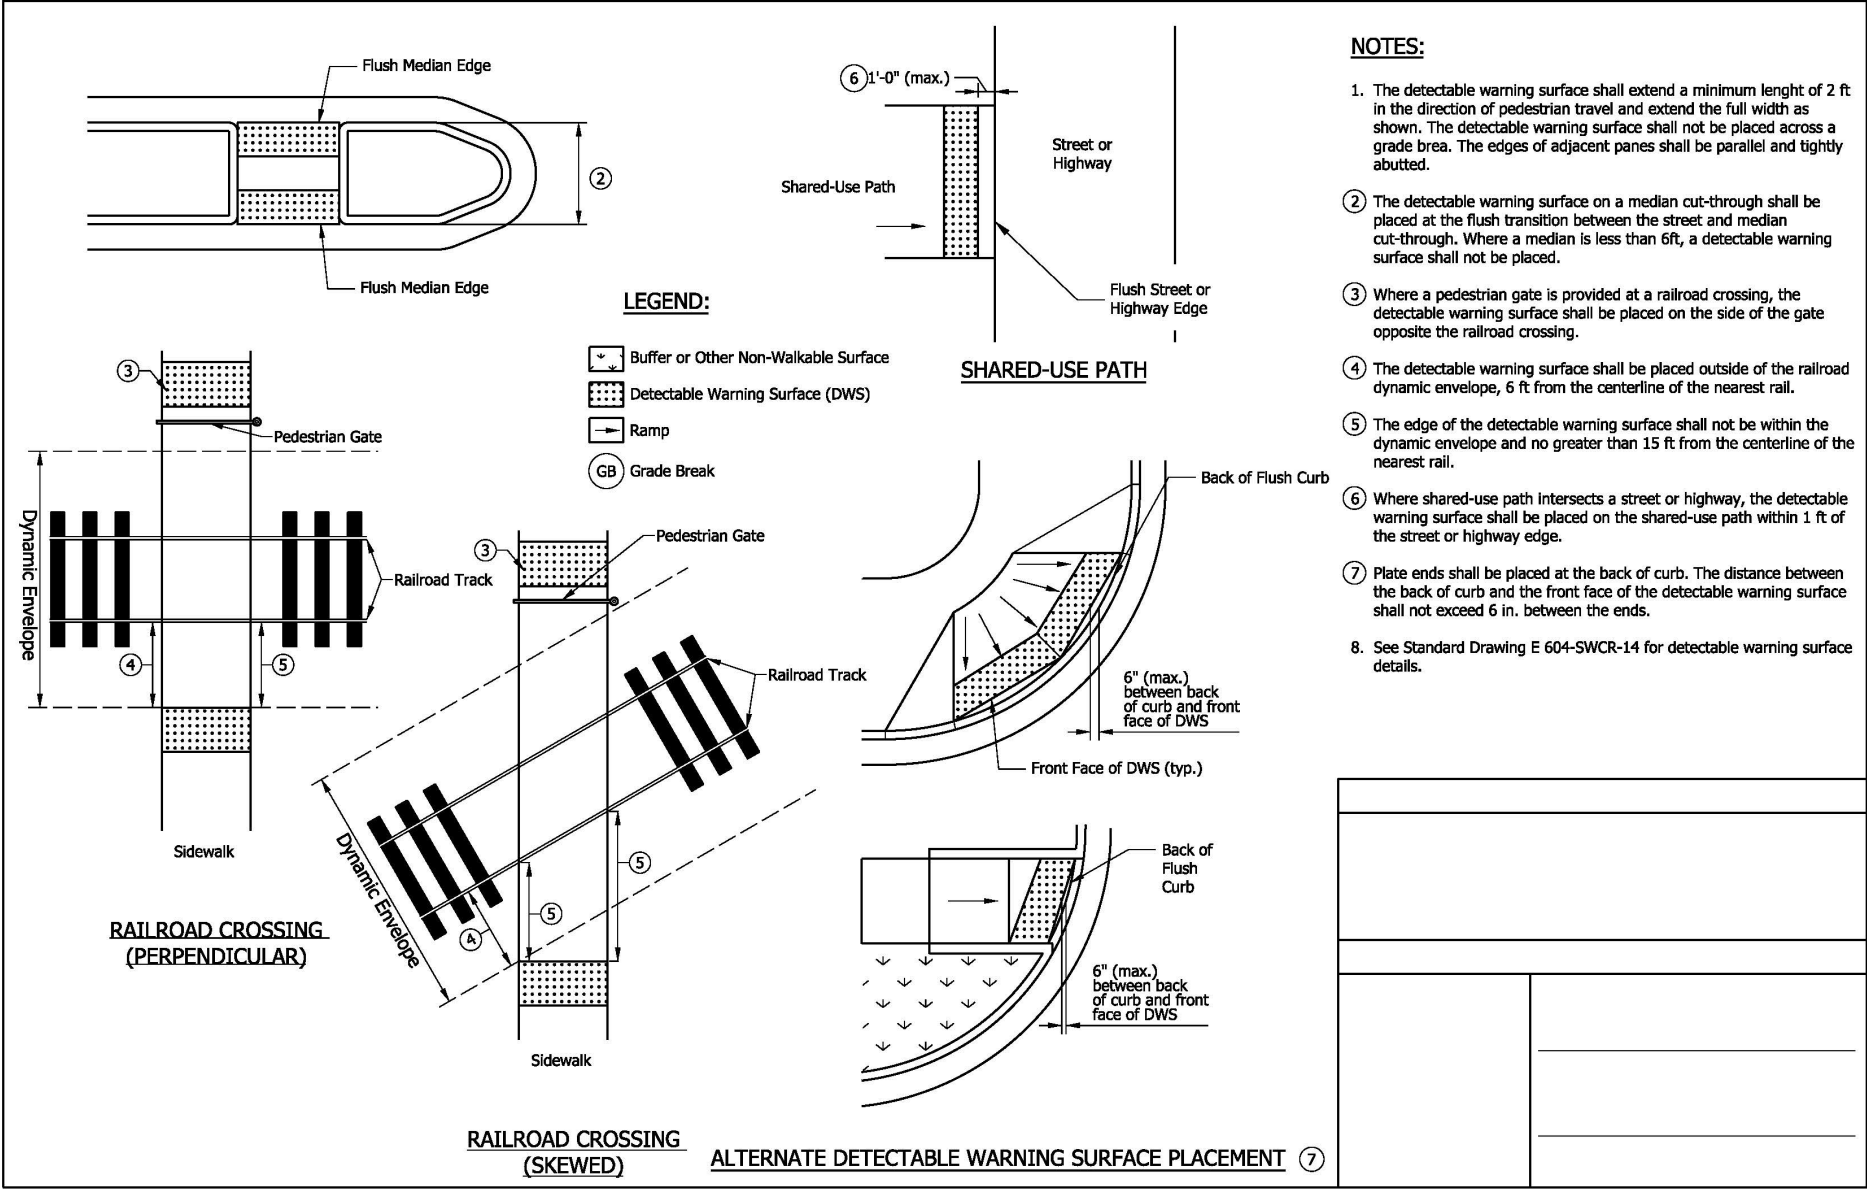 Flush Median Edge
2
Flush Median Edge
6 1'-0" (max.)
Street or
Highway
Shared-Use Path
Flush Street or
Highway Edge
SHARED-USE PATH
LEGEND:
Buffer or Other Non-Walkable Surface
Detectable Warning Surface (DWS)
Ramp
GB Grade Break
3
Pedestrian Gate
Dynamic Envelope
Railroad Track
4
5
Sidewalk
RAILROAD CROSSING
(PERPENDICULAR)
3
Pedestrian Gate
Railroad Track
Dynamic Envelope
5
5
4
Sidewalk
RAILROAD CROSSING
(SKEWED)
Back of Flush Curb
6" (max.)
between back
of curb and front
face of DWS
Front Face of DWS (typ.)
Back of
Flush
Curb
6" (max.)
between back
of curb and front
face of DWS
ALTERNATE DETECTABLE WARNING SURFACE PLACEMENT 7
NOTES:
1. The detectable warning surface shall extend a minimum lenght of 2 ft
in the direction of pedestrian travel and extend the full width as
shown. The detectable warning surface shall not be placed across a
grade brea. The edges of adjacent panes shall be parallel and tightly
abutted.
2 The detectable warning surface on a median cut-through shall be
placed at the flush transition between the street and median
cut-through. Where a median is less than 6ft, a detectable warning
surface shall not be placed.
3 Where a pedestrian gate is provided at a railroad crossing, the
detectable warning surface shall be placed on the side of the gate
opposite the railroad crossing.
4 The detectable warning surface shall be placed outside of the railroad
dynamic envelope, 6 ft from the centerline of the nearest rail.
5 The edge of the detectable warning surface shall not be within the
dynamic envelope and no greater than 15 ft from the centerline of the
nearest rail.
6 Where shared-use path intersects a street or highway, the detectable
warning surface shall be placed on the shared-use path within 1 ft of
the street or highway edge.
7 Plate ends shall be placed at the back of curb. The distance between
the back of curb and the front face of the detectable warning surface
shall not exceed 6 in. between the ends.
8. See Standard Drawing E 604-SWCR-14 for detectable warning surface
details.